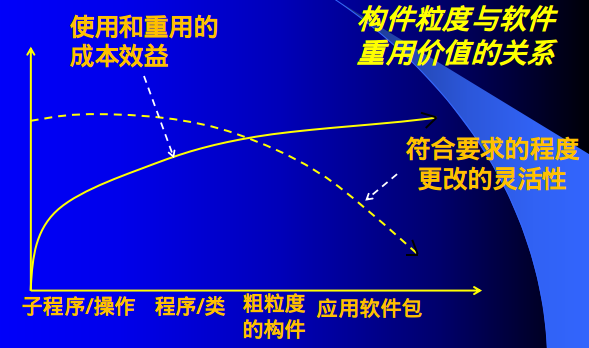 构件粒度与软件
重用价值的关系
使用和重用的
成本效益
符合要求的程度
更改的灵活性
子程序/操作
程序/类
粗粒度
的构件
应用软件包